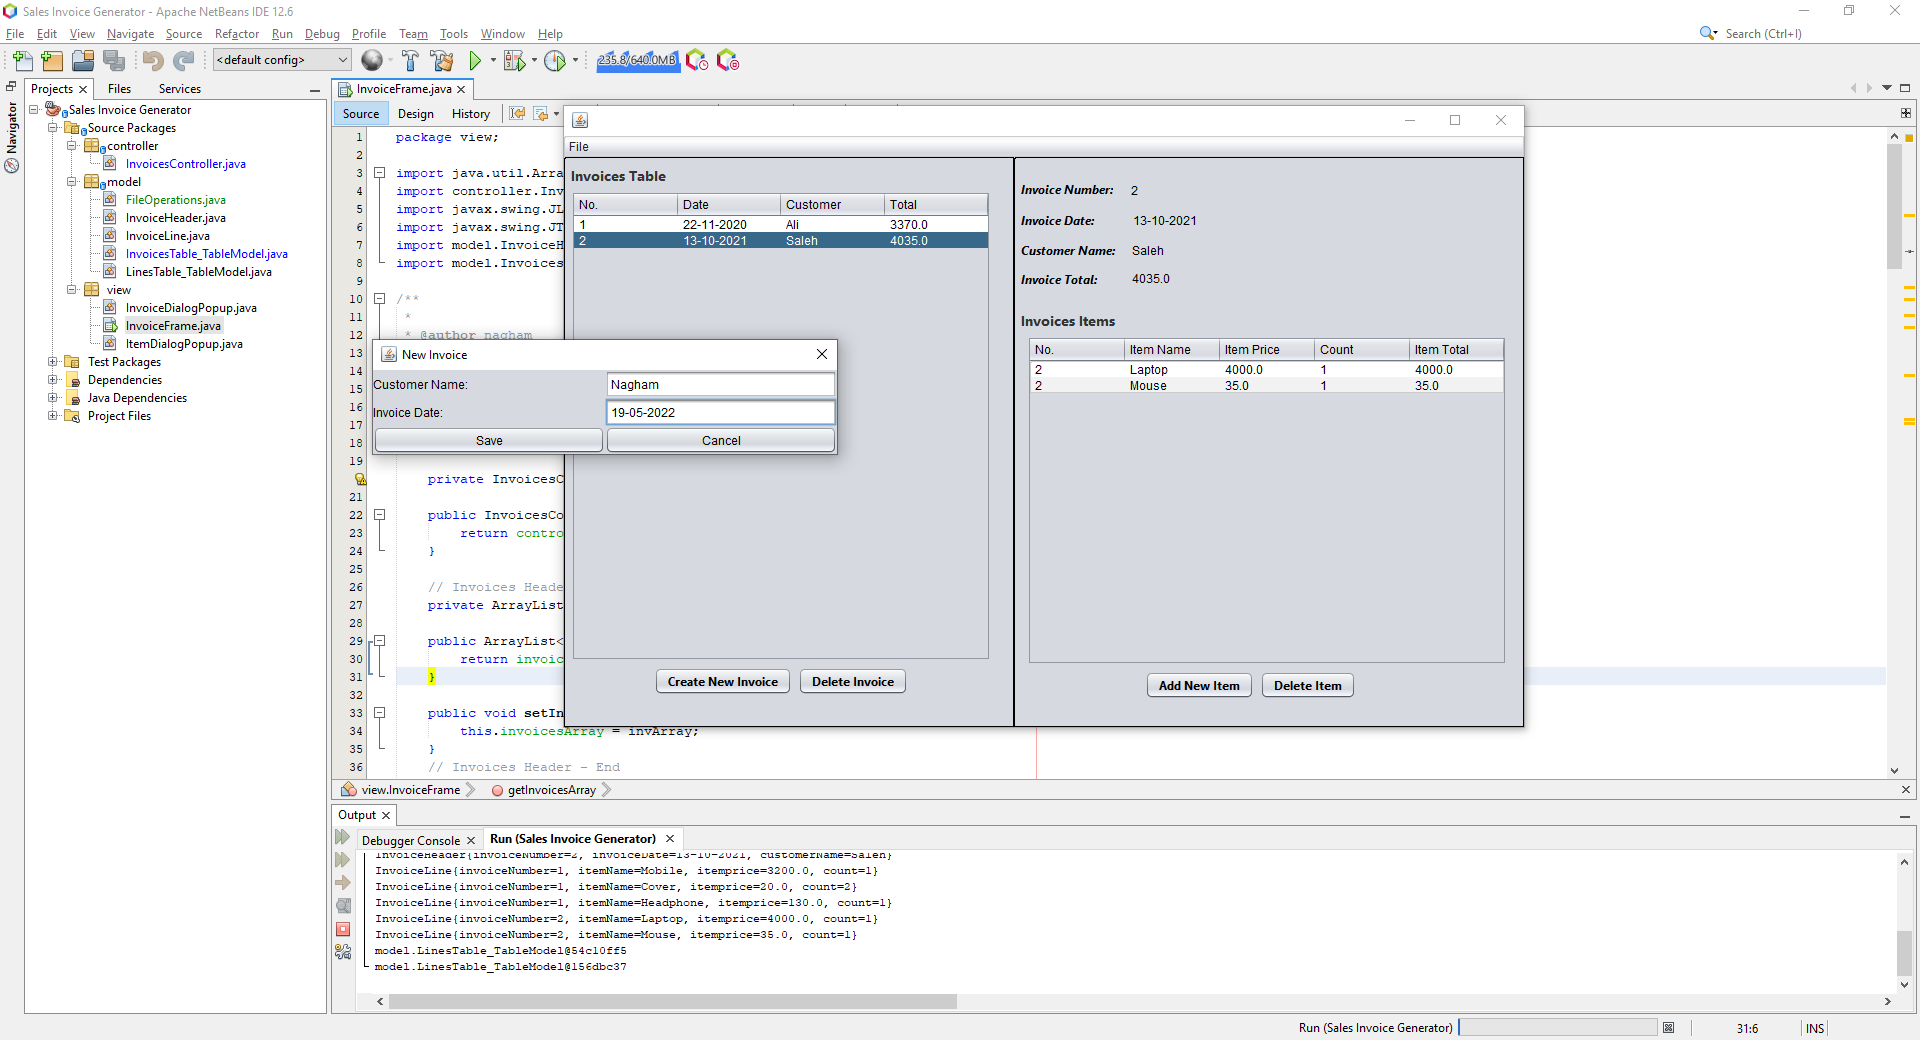 Sales Invoice Generator - Apache NetBeans IDE 12.6
File Edit View Navigate Source Refactor Run Debug Profile Team Tools Window Help
Search (Ctrl+I)
<default config>
235.8/640.0MB
Projects
Files
Services
Navigator
Sales Invoice Generator
Source Packages
controller
InvoicesController.java
model
FileOperations.java
InvoiceHeader.java
InvoiceLine.java
InvoicesTable_TableModel.java
LinesTable_TableModel.java
view
InvoiceDialogPopup.java
InvoiceFrame.java
ItemDialogPopup.java
Test Packages
Dependencies
Java Dependencies
Project Files
InvoiceFrame.java
Source Design History
1 package view;
2
3 import java.util.Arra
4 import controller.Inv
5 import javax.swing.JL
6 import javax.swing.JT
7 import model.InvoiceH
8 import model.Invoices
9
10 /**
11 *
12 * @author nagham
13
14
15
16
17
18
19
private InvoicesC
21
22 public InvoicesCo
23 return contro
24 }
25
26 // Invoices Heade
27 private ArrayList
28
29 public ArrayList<
30 return invoic
31 }
32
33 public void setIn
34 this.invoicesArray = invArray;
35 }
36 // Invoices Header - End
File
Invoices Table
No. Date Customer Total
1 22-11-2020 Ali 3370.0
2 13-10-2021 Saleh 4035.0
Create New Invoice Delete Invoice
Invoice Number: 2
Invoice Date: 13-10-2021
Customer Name: Saleh
Invoice Total: 4035.0
Invoices Items
No. Item Name Item Price Count Item Total
2 Laptop 4000.0 1 4000.0
2 Mouse 35.0 1 35.0
Add New Item Delete Item
New Invoice
Customer Name: Nagham
Invoice Date: 19-05-2022
Save Cancel
view.InvoiceFrame getInvoicesArray
Output
Debugger Console Run (Sales Invoice Generator)
InvoiceHeader{invoiceNumber=2, invoiceDate=13-10-2021, customerName=Saleh}
InvoiceLine{invoiceNumber=1, itemName=Mobile, itemprice=3200.0, count=1}
InvoiceLine{invoiceNumber=1, itemName=Cover, itemprice=20.0, count=2}
InvoiceLine{invoiceNumber=1, itemName=Headphone, itemprice=130.0, count=1}
InvoiceLine{invoiceNumber=2, itemName=Laptop, itemprice=4000.0, count=1}
InvoiceLine{invoiceNumber=2, itemName=Mouse, itemprice=35.0, count=1}
model.LinesTable_TableModel@54c10ff5
model.LinesTable_TableModel@156dbc37
Run (Sales Invoice Generator)
31:6
INS